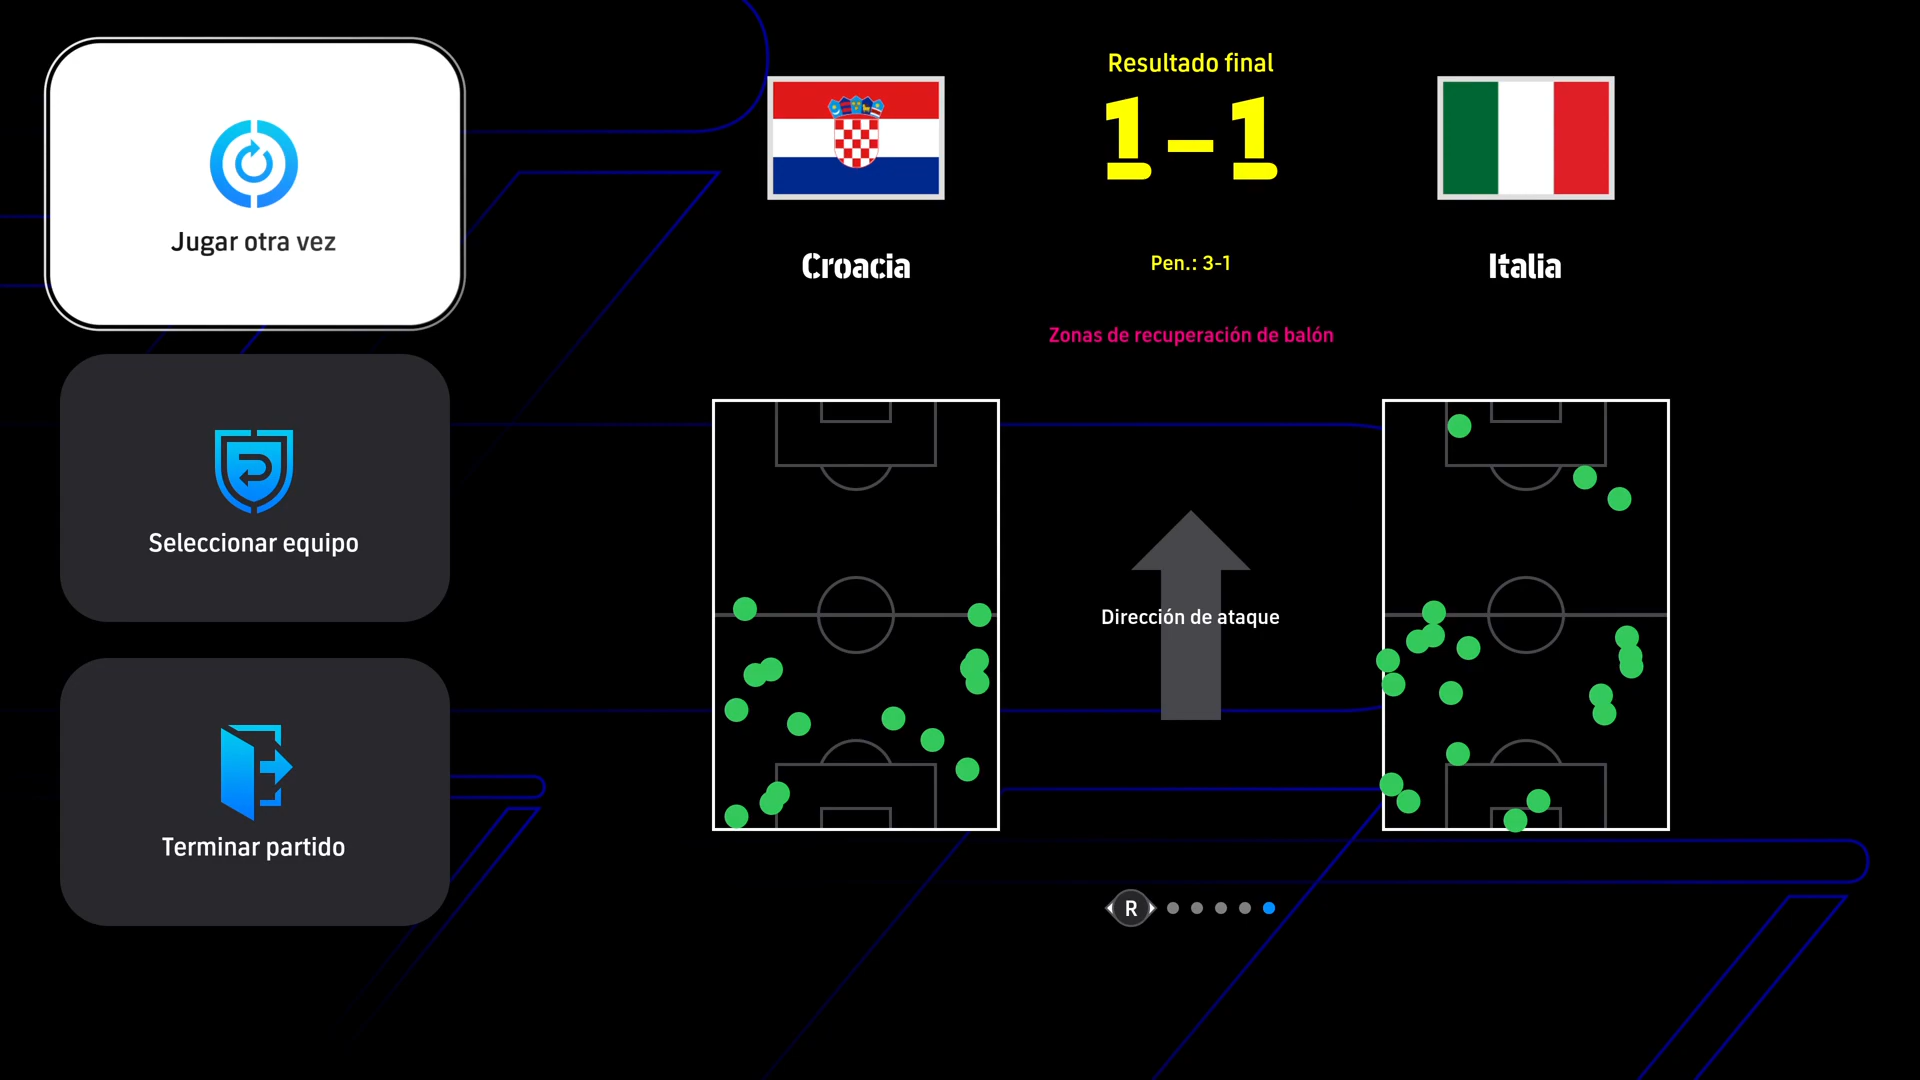 Jugar otra vez
Seleccionar equipo
Terminar partido
Resultado final
1-1
Croacia
Pen.: 3-1
Italia
Zonas de recuperación de balón
Dirección de ataque
R